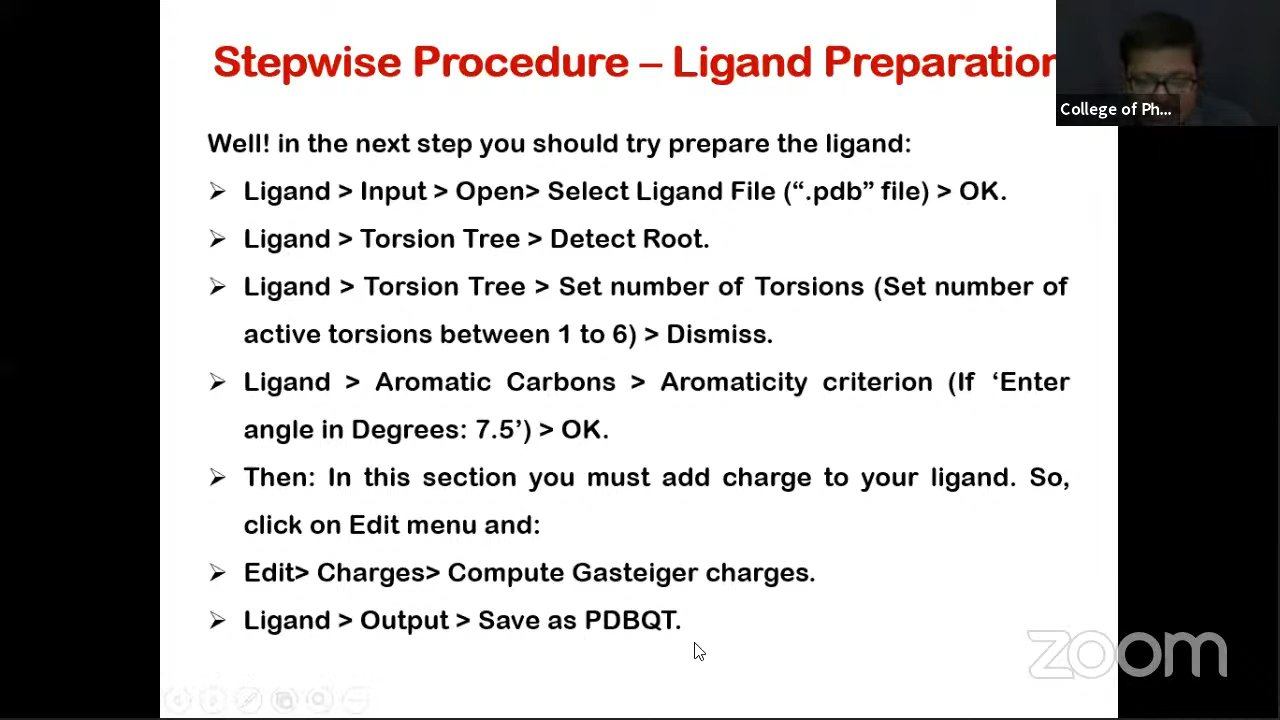 Stepwise Procedure – Ligand Preparation
College of Ph...
Well! in the next step you should try prepare the ligand:
➢ Ligand > Input > Open> Select Ligand File (“.pdb” file) > OK.
➢ Ligand > Torsion Tree > Detect Root.
➢ Ligand > Torsion Tree > Set number of Torsions (Set number of
active torsions between 1 to 6) > Dismiss.
➢ Ligand > Aromatic Carbons > Aromaticity criterion (If ‘Enter
angle in Degrees: 7.5’) > OK.
➢ Then: In this section you must add charge to your ligand. So,
click on Edit menu and:
➢ Edit> Charges> Compute Gasteiger charges.
➢ Ligand > Output > Save as PDBQT.
zoom